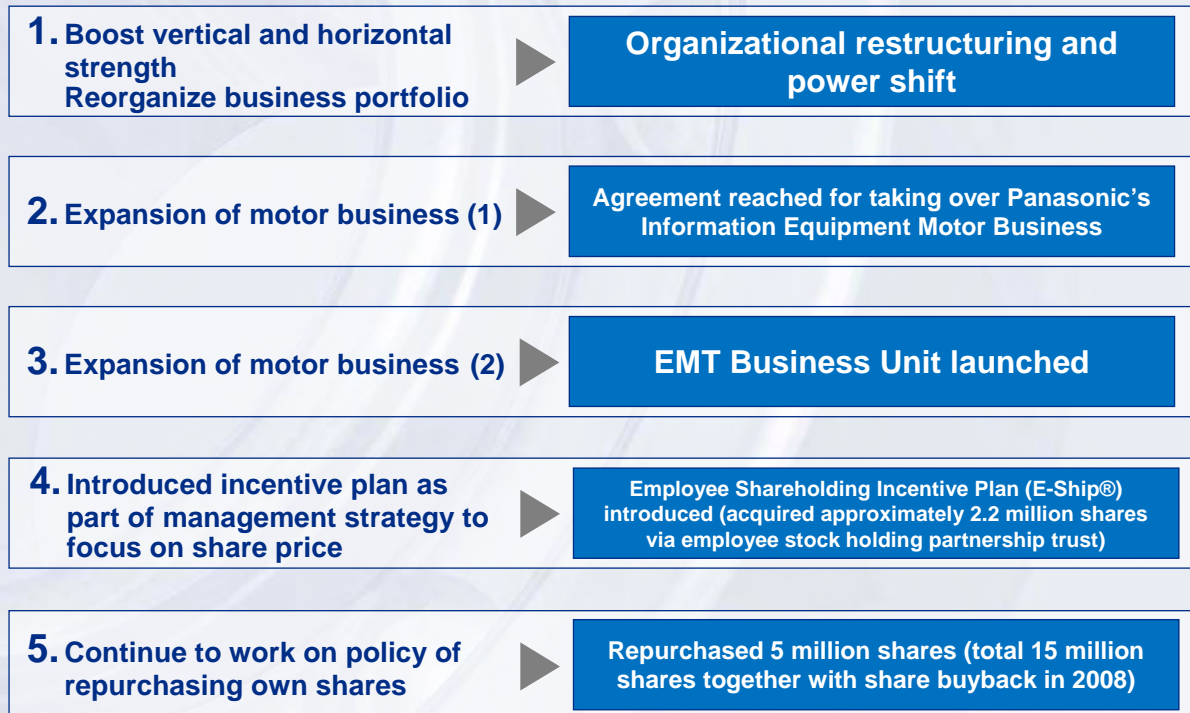 1. Boost vertical and horizontal
strength
Reorganize business portfolio
Organizational restructuring and
power shift
2. Expansion of motor business (1)
Agreement reached for taking over Panasonic’s
Information Equipment Motor Business
3. Expansion of motor business (2)
EMT Business Unit launched
4. Introduced incentive plan as
part of management strategy to
focus on share price
Employee Shareholding Incentive Plan (E-Ship®)
introduced (acquired approximately 2.2 million shares
via employee stock holding partnership trust)
5. Continue to work on policy of
repurchasing own shares
Repurchased 5 million shares (total 15 million
shares together with share buyback in 2008)